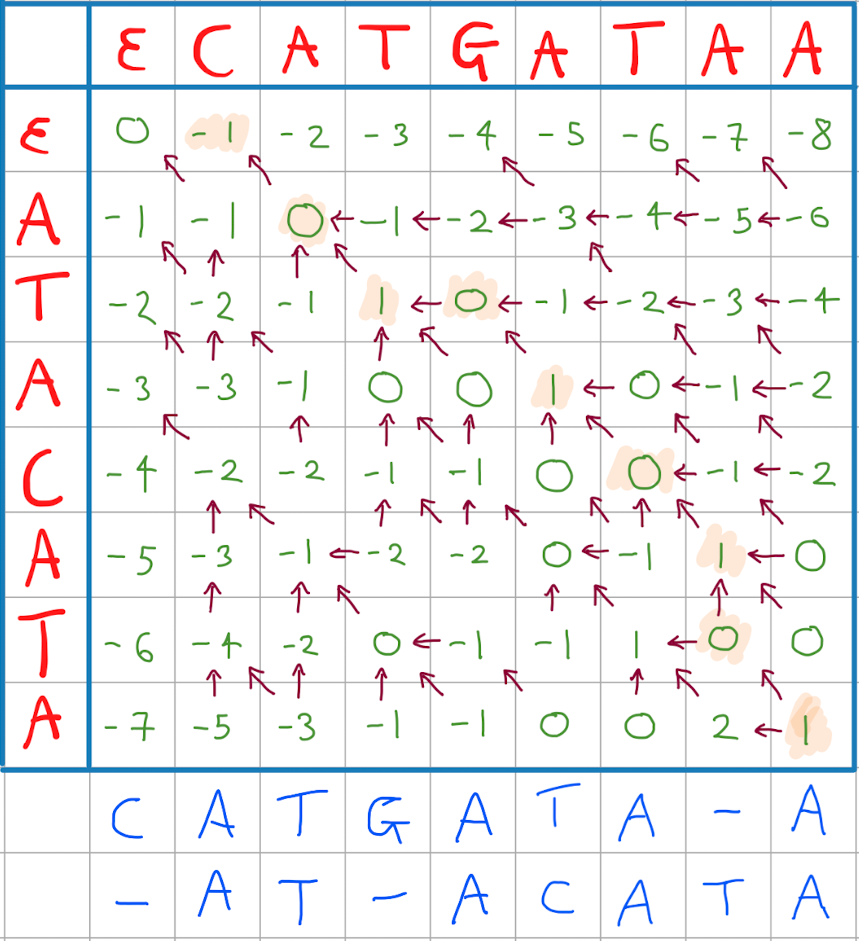 ε C A T G A T A A
ε 0 -1 -2 -3 -4 -5 -6 -7 -8
A -1 -1 0 ← -1 ← -2 ← -3 ← -4 ← -5 ← -6
T -2 -2 -1 1 ← 0 ← -1 ← -2 ← -3 ← -4
A -3 -3 -1 0 0 1 ← 0 ← -1 ← -2
C -4 -2 -2 -1 -1 0 0 ← -1 ← -2
A -5 -3 -1 ← -2 -2 0 ← -1 1 ← 0
T -6 -4 -2 0 ← -1 -1 1 ← 0 0
A -7 -5 -3 -1 -1 0 0 2 ← 1
C A T G A T A - A
- A T - A C A T A